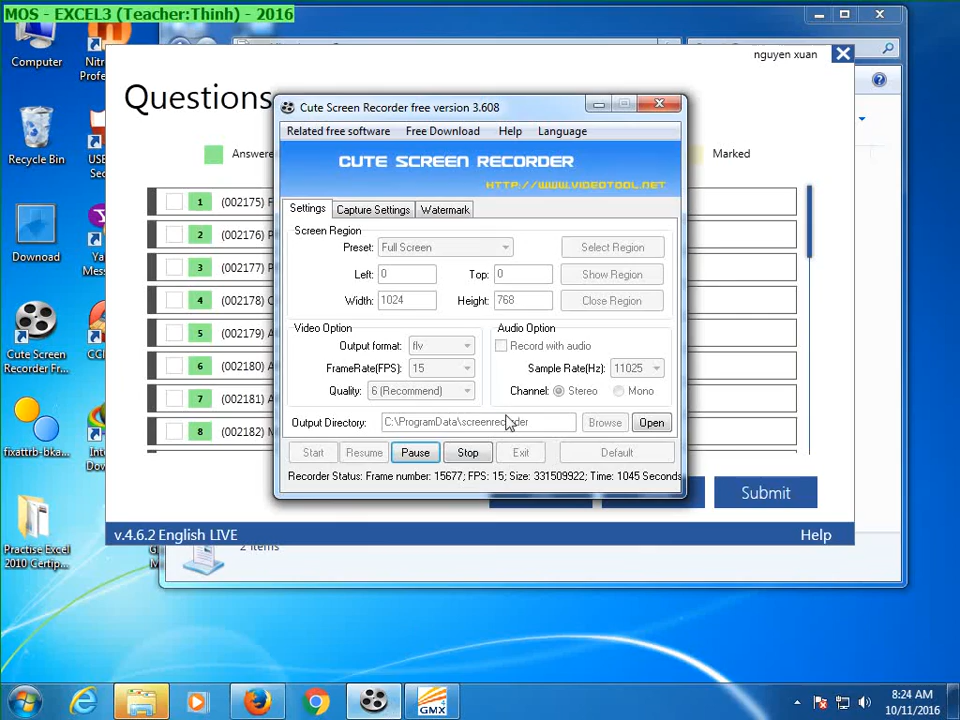 MOS - EXCEL3 (Teacher:Thinh) - 2016
Computer
Recycle Bin
Downoad
Cute Screen
Recorder Fr...
fixattrb-bka...
Practise Excel
2010 Certip...
nguyen xuan
Questions
Answere
Marked
1 (002175)
2 (002176)
3 (002177)
4 (002178)
5 (002179)
6 (002180)
7 (002181)
8 (002182)
Cute Screen Recorder free version 3.608
Related free software Free Download Help Language
CUTE SCREEN RECORDER
HTTP://WWW.VIDEOTOOL.NET
Settings Capture Settings Watermark
Screen Region
Preset: Full Screen Select Region
Left: 0 Top: 0 Show Region
Width: 1024 Height: 768 Close Region
Video Option Audio Option
Output format: flv Record with audio
FrameRate(FPS): 15 Sample Rate(Hz): 11025
Quality: 6 (Recommend) Channel: Stereo Mono
Output Directory: C:\ProgramData\screenrecorder Browse Open
Start Resume Pause Stop Exit Default
Recorder Status: Frame number: 15677; FPS: 15; Size: 331509922; Time: 1045 Seconds
Submit
v.4.6.2 English LIVE Help
2 items
GMX
8:24 AM
10/11/2016